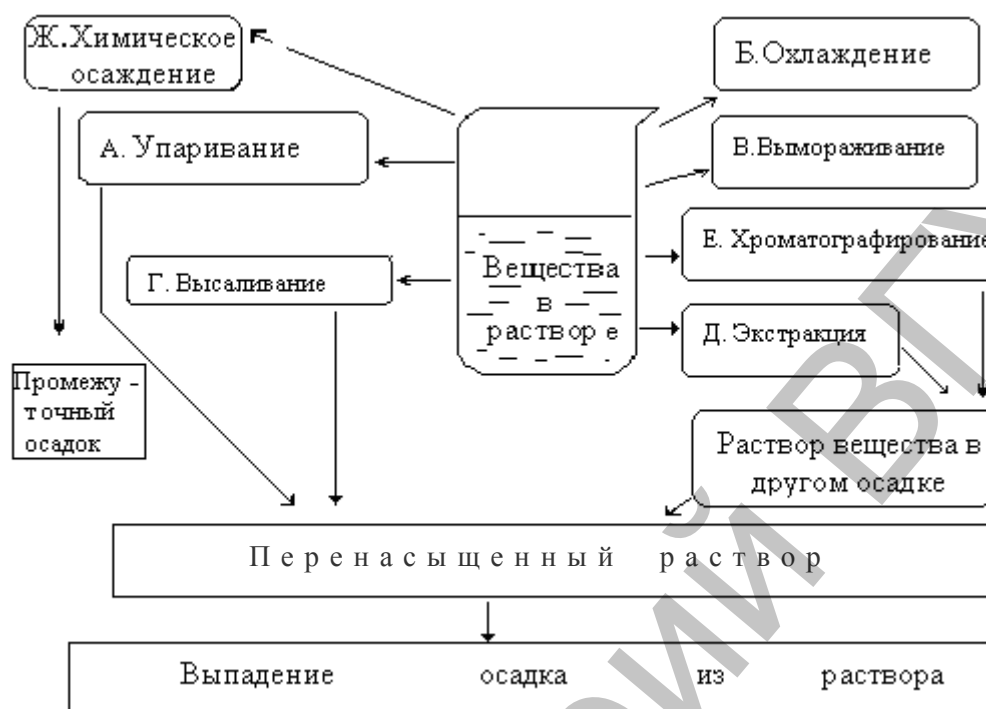 Ж.Химическое
осаждение
Б.Охлаждение
А. Упаривание
В.Вымораживание
Е. Хроматографирование
Г. Высаливание
Вещества
в
растворе
Д. Экстракция
Промежу -
точный
осадок
Раствор вещества в
другом осадке
Перенасыщенный раствор
Выпадение осадка из раствора